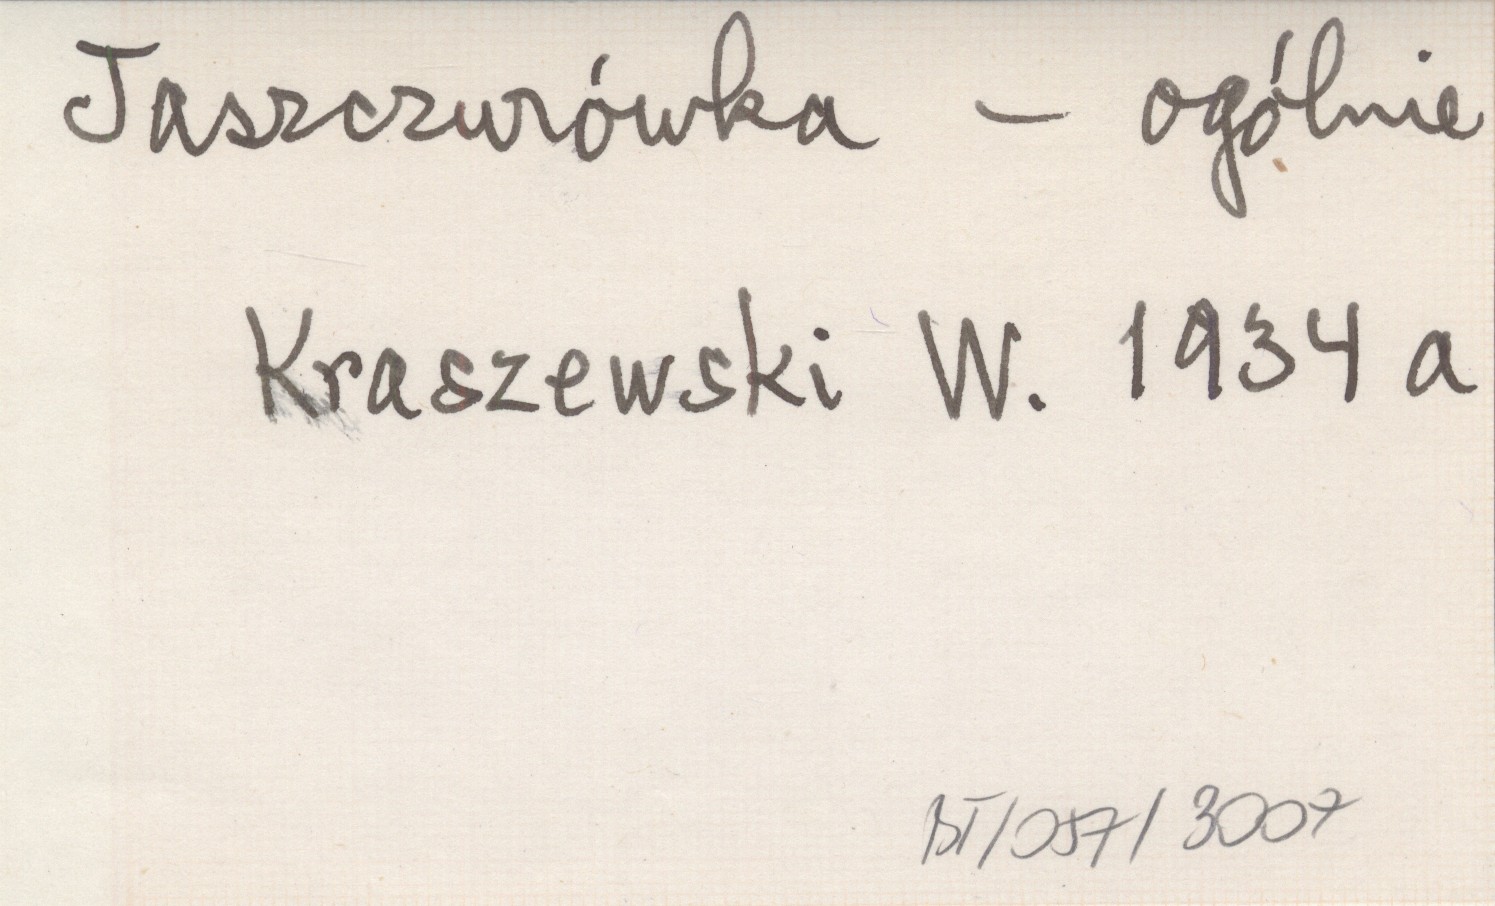 Jaszczurówka – ogólnie
Kraszewski W. 1934 a
BT/057/3007